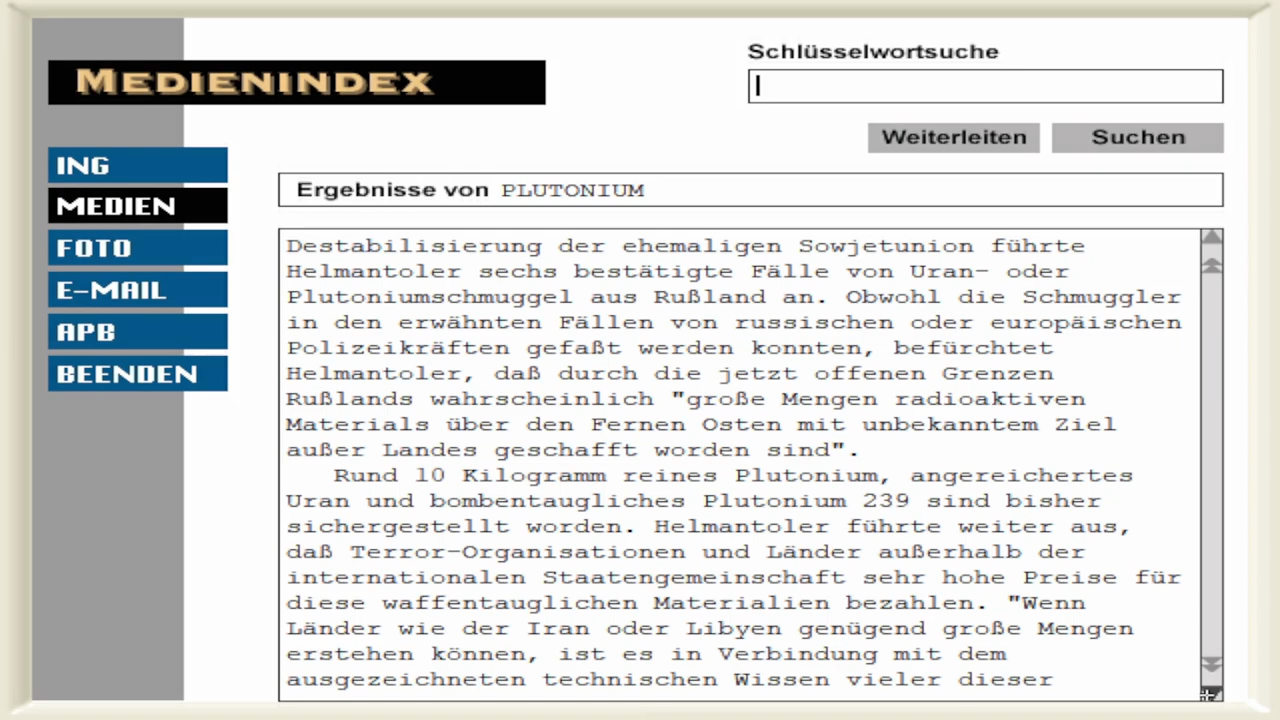 Schlüsselwortsuche
MEDIENINDEX
Weiterleiten Suchen
ING
MEDIEN
FOTO
E-MAIL
APB
BEENDEN
Ergebnisse von PLUTONIUM
Destabilisierung der ehemaligen Sowjetunion führte
Helmantoler sechs bestätigte Fälle von Uran- oder
Plutoniumschmuggel aus Rußland an. Obwohl die Schmuggler
in den erwähnten Fällen von russischen oder europäischen
Polizeikräften gefaßt werden konnten, befürchtet
Helmantoler, daß durch die jetzt offenen Grenzen
Rußlands wahrscheinlich "große Mengen radioaktiven
Materials über den Fernen Osten mit unbekanntem Ziel
außer Landes geschafft worden sind".
Rund 10 Kilogramm reines Plutonium, angereichertes
Uran und bombentaugliches Plutonium 239 sind bisher
sichergestellt worden. Helmantoler führte weiter aus,
daß Terror-Organisationen und Länder außerhalb der
internationalen Staatengemeinschaft sehr hohe Preise für
diese waffentauglichen Materialien bezahlen. "Wenn
Länder wie der Iran oder Libyen genügend große Mengen
erstehen können, ist es in Verbindung mit dem
ausgezeichneten technischen Wissen vieler dieser